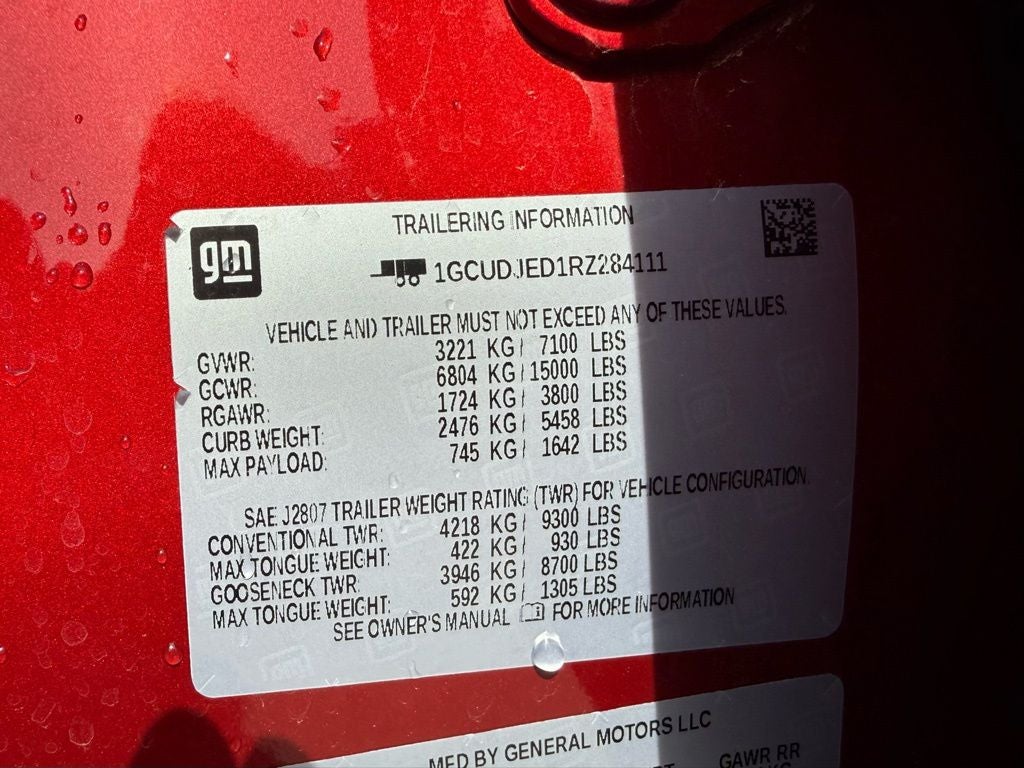 gm
TRAILERING INFORMATION
1GCUDJED1RZ284111
VEHICLE AND TRAILER MUST NOT EXCEED ANY OF THESE VALUES.
GVWR: 3221 KG / 7100 LBS
GCWR: 6804 KG / 15000 LBS
RGAWR: 1724 KG / 3800 LBS
CURB WEIGHT: 2476 KG / 5458 LBS
MAX PAYLOAD: 745 KG / 1642 LBS
SAE J2807 TRAILER WEIGHT RATING (TWR) FOR VEHICLE CONFIGURATION.
CONVENTIONAL TWR: 4218 KG / 9300 LBS
MAX TONGUE WEIGHT: 422 KG / 930 LBS
GOOSENECK TWR: 3946 KG / 8700 LBS
MAX TONGUE WEIGHT: 592 KG / 1305 LBS
SEE OWNER'S MANUAL FOR MORE INFORMATION
MFD BY GENERAL MOTORS LLC
GAWR RR